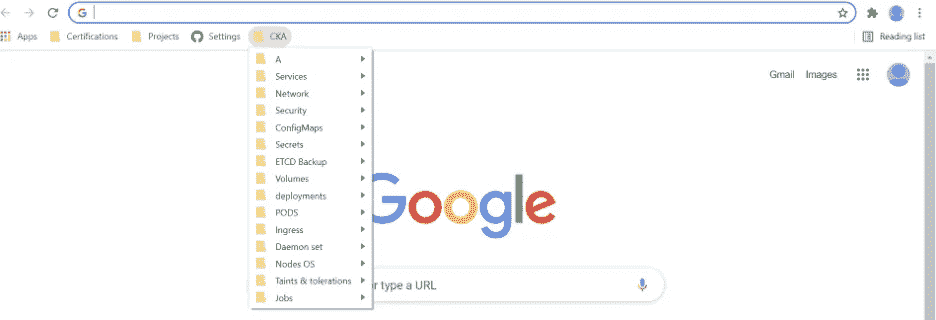 G
Apps Certifications Projects Settings CKA Reading list
A
Gmail Images
Services
Network
Security
ConfigMaps
Secrets
ETCD Backup
Volumes
deployments
Google
PODS
Ingress
Daemon set
Nodes OS
Taints & tolerations
or type a URL
Jobs